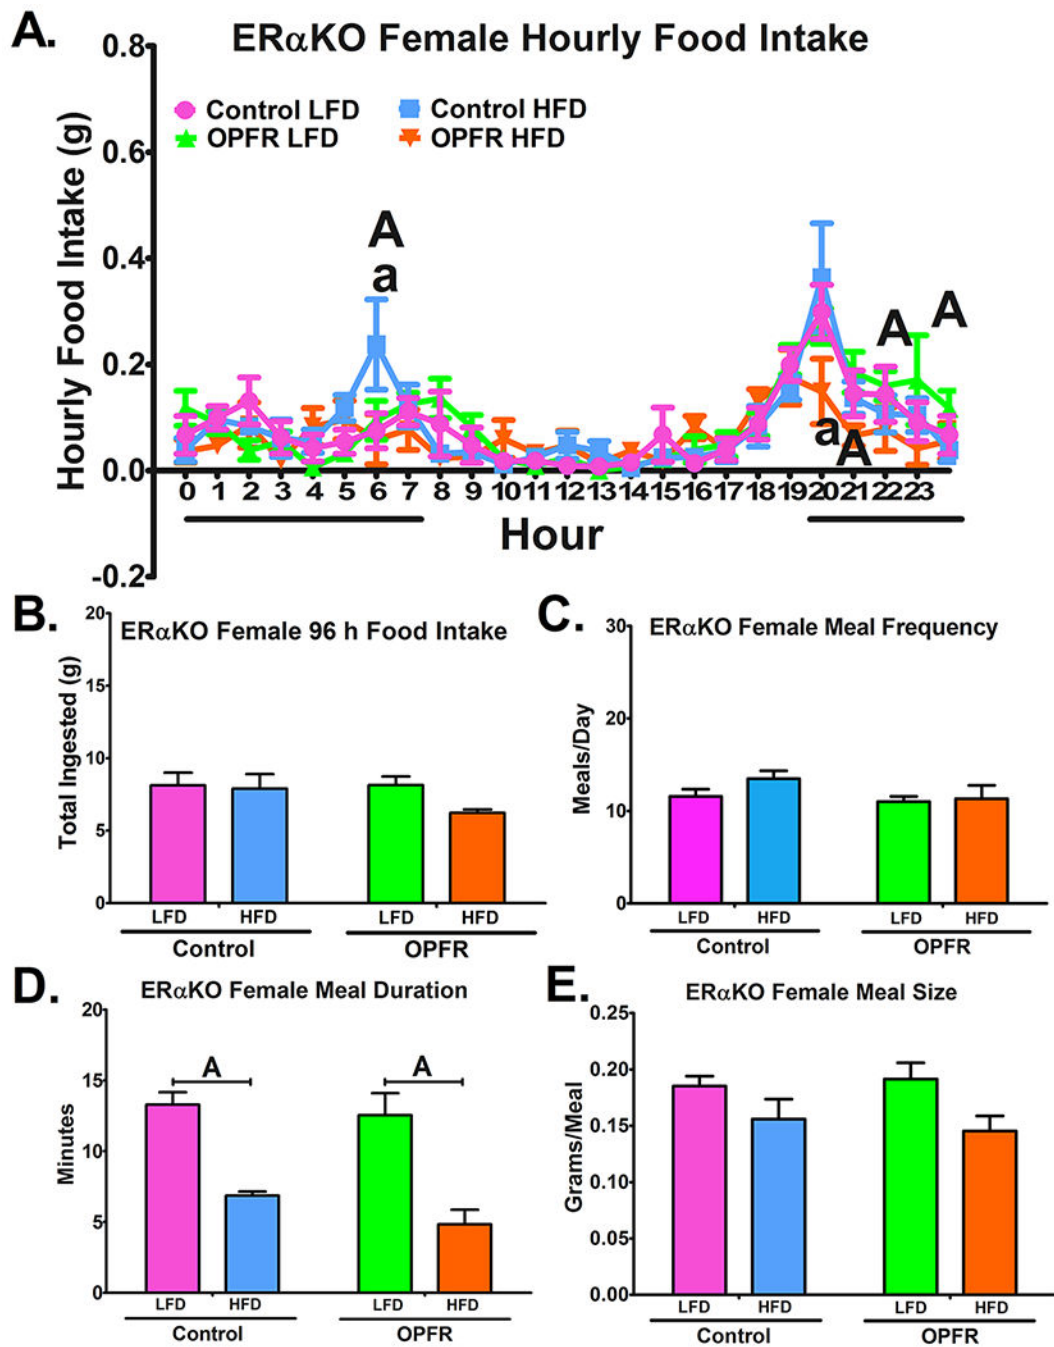 A.
ERαKO Female Hourly Food Intake
Hourly Food Intake (g)
0.8
0.6
0.4
0.2
0.0
-0.2
Control LFD
Control HFD
OPFR LFD
OPFR HFD
A
a
A
A
a
A
0 1 2 3 4 5 6 7 8 9 10 11 12 13 14 15 16 17 18 19 20 21 22 23
Hour
B.
ERαKO Female 96 h Food Intake
Total Ingested (g)
20
15
10
5
0
LFD HFD LFD HFD
Control OPFR
C.
ERαKO Female Meal Frequency
Meals/Day
30
20
10
0
LFD HFD LFD HFD
Control OPFR
D.
ERαKO Female Meal Duration
Minutes
20
15
10
5
0
A
A
LFD HFD LFD HFD
Control OPFR
E.
ERαKO Female Meal Size
Grams/Meal
0.25
0.20
0.15
0.10
0.05
0.00
LFD HFD LFD HFD
Control OPFR